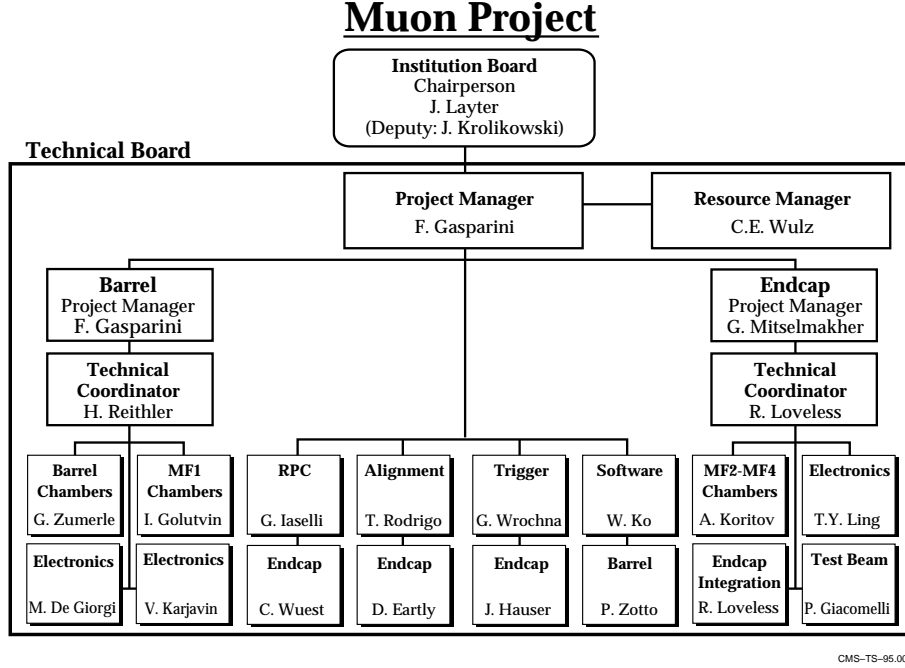 Muon Project
Institution Board
Chairperson
J. Layter
(Deputy: J. Krolikowski)
Technical Board
Project Manager
F. Gasparini
Resource Manager
C.E. Wulz
Barrel
Project Manager
F. Gasparini
Endcap
Project Manager
G. Mitselmakher
Technical
Coordinator
H. Reithler
Technical
Coordinator
R. Loveless
Barrel
Chambers
G. Zumerle
MF1
Chambers
I. Golutvin
RPC
G. Iaselli
Alignment
T. Rodrigo
Trigger
G. Wrochna
Software
W. Ko
MF2-MF4
Chambers
A. Koritov
Electronics
T.Y. Ling
Electronics
M. De Giorgi
Electronics
V. Karjavin
Endcap
C. Wuest
Endcap
D. Eartly
Endcap
J. Hauser
Barrel
P. Zotto
Endcap
Integration
R. Loveless
Test Beam
P. Giacomelli